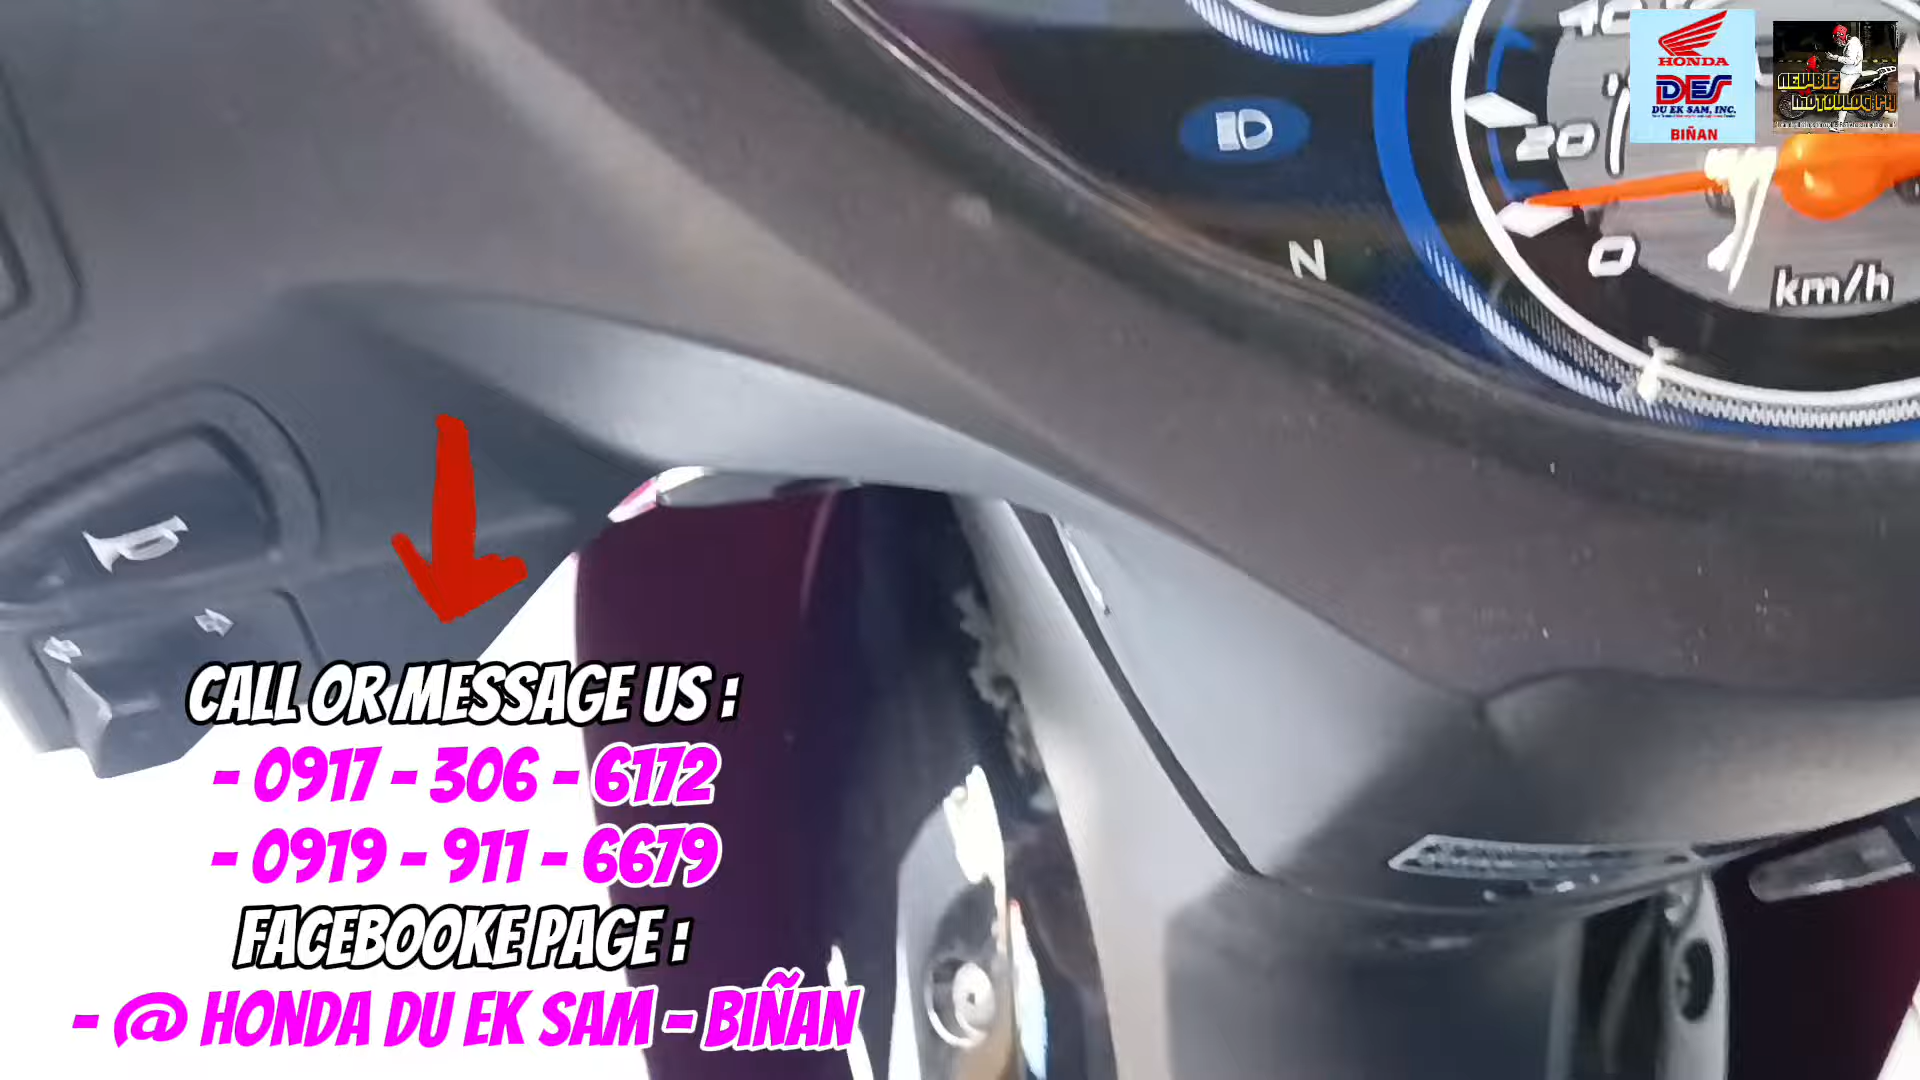 HONDA
DES
DU EK SAM, INC.
BIÑAN
NEWBIE
MOTOVLOG PH
20
0
km/h
N
CALL OR MESSAGE US :
- 0917 - 306 - 6172
- 0919 - 911 - 6679
FACEBOOKE PAGE :
- @ HONDA DU EK SAM - BIÑAN